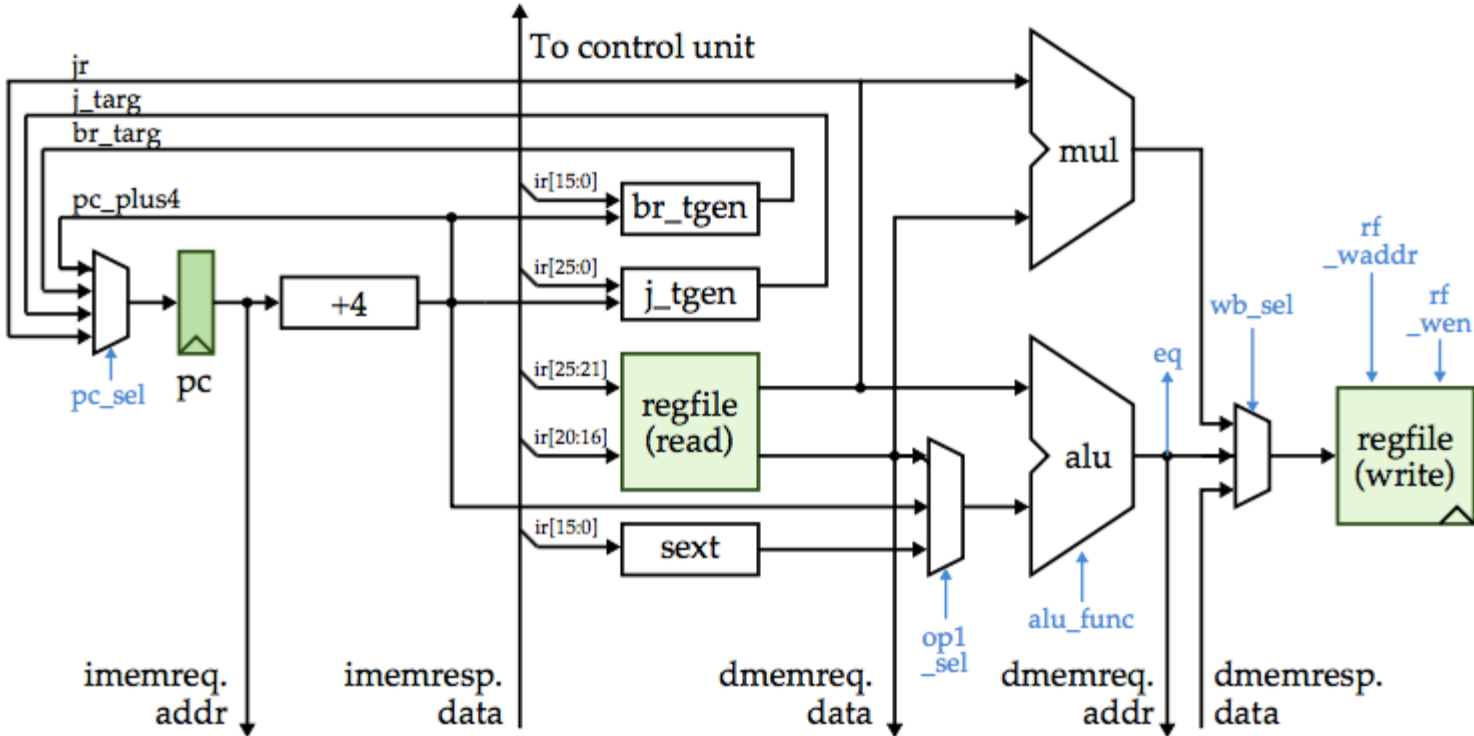 To control unit
jr
j_targ
br_targ
pc_plus4
ir[15:0]
br_tgen
ir[25:0]
j_tgen
+4
pc_sel
pc
ir[25:21]
ir[20:16]
regfile
(read)
ir[15:0]
sext
op1
_sel
mul
alu
alu_func
eq
wb_sel
rf
_waddr
rf
_wen
regfile
(write)
imemreq.
addr
imemresp.
data
dmemreq.
data
dmemreq.
addr
dmemresp.
data